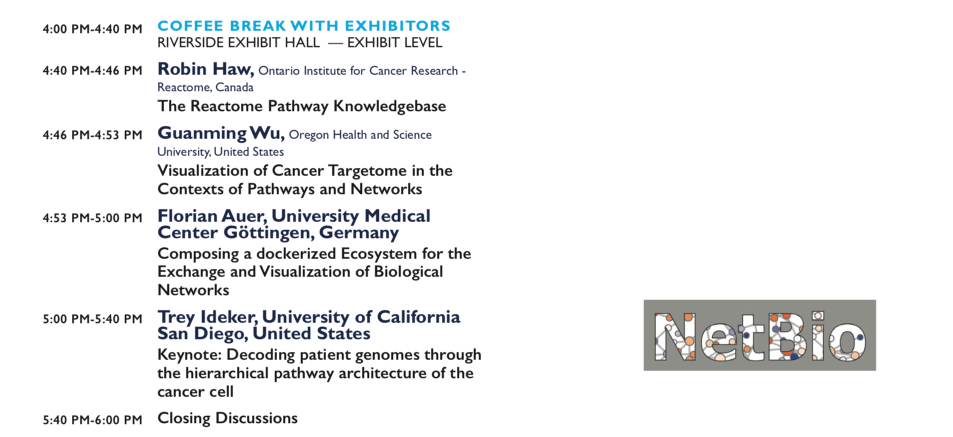 4:00 PM-4:40 PM COFFEE BREAK WITH EXHIBITORS
RIVERSIDE EXHIBIT HALL — EXHIBIT LEVEL
4:40 PM-4:46 PM Robin Haw, Ontario Institute for Cancer Research -
Reactome, Canada
The Reactome Pathway Knowledgebase
4:46 PM-4:53 PM Guanming Wu, Oregon Health and Science
University, United States
Visualization of Cancer Targetome in the
Contexts of Pathways and Networks
4:53 PM-5:00 PM Florian Auer, University Medical
Center Göttingen, Germany
Composing a dockerized Ecosystem for the
Exchange and Visualization of Biological
Networks
5:00 PM-5:40 PM Trey Ideker, University of California
San Diego, United States
Keynote: Decoding patient genomes through
the hierarchical pathway architecture of the
cancer cell
5:40 PM-6:00 PM Closing Discussions
NetBio